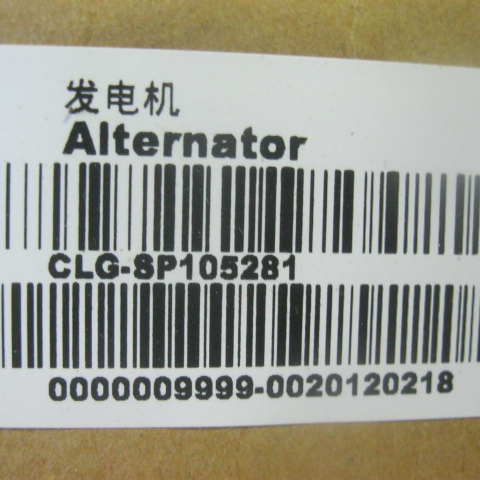 发电机
Alternator
CLG-SP105281
0000009999-0020120218